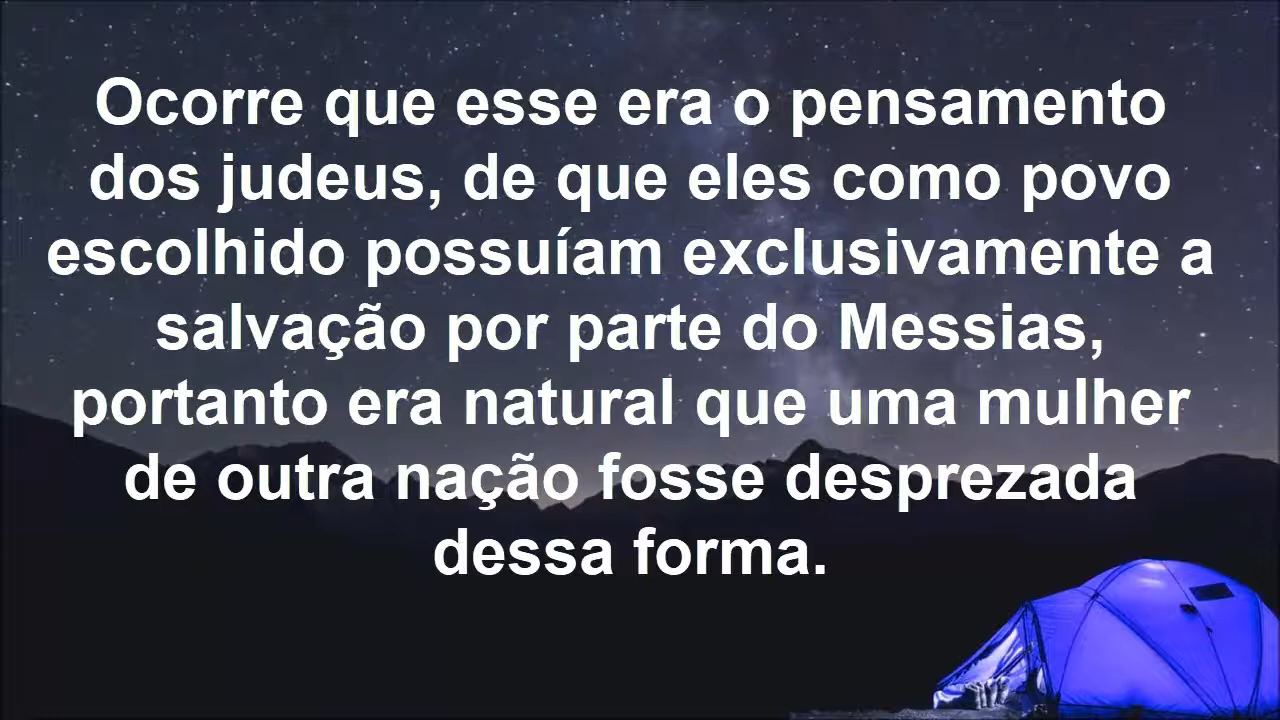 Ocorre que esse era o pensamento
dos judeus, de que eles como povo
escolhido possuíam exclusivamente a
salvação por parte do Messias,
portanto era natural que uma mulher
de outra nação fosse desprezada
dessa forma.